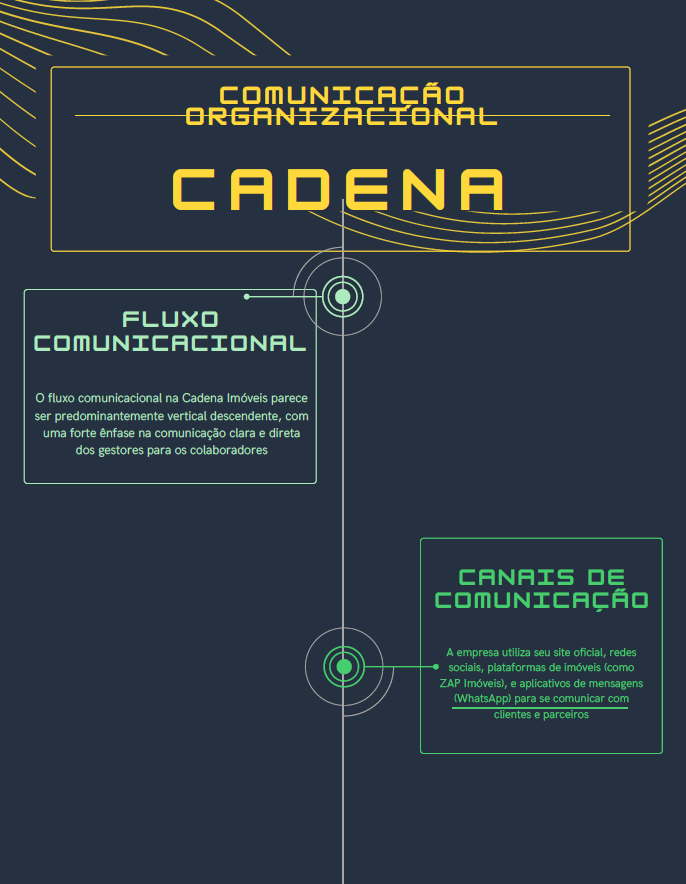 COMUNICAÇÃO
ORGANIZACIONAL
CADENA
FLUXO
COMUNICACIONAL
O fluxo comunicacional na Cadena Imóveis parece
ser predominantemente vertical descendente, com
uma forte ênfase na comunicação clara e direta
dos gestores para os colaboradores
CANAIS DE
COMUNICAÇÃO
A empresa utiliza seu site oficial, redes
sociais, plataformas de imóveis (como
ZAP Imóveis), e aplicativos de mensagens
(WhatsApp) para se comunicar com
clientes e parceiros